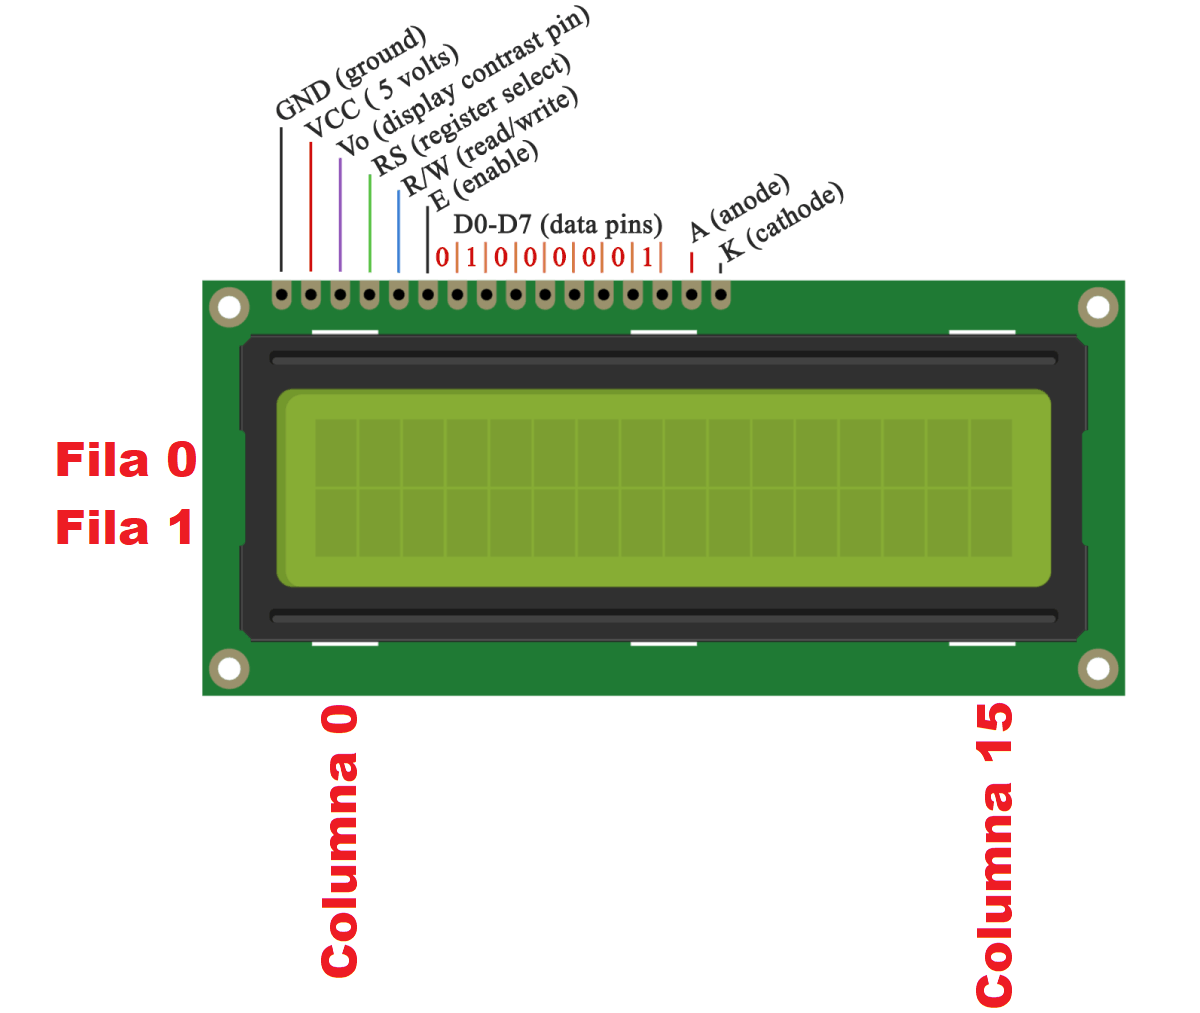 GND (ground)
VCC ( 5 volts)
Vo (display contrast pin)
RS (register select)
R/W (read/write)
E (enable)
D0-D7 (data pins)
0 1 0 0 0 0 0 1
A (anode)
K (cathode)
Fila 0
Fila 1
Columna 0
Columna 15